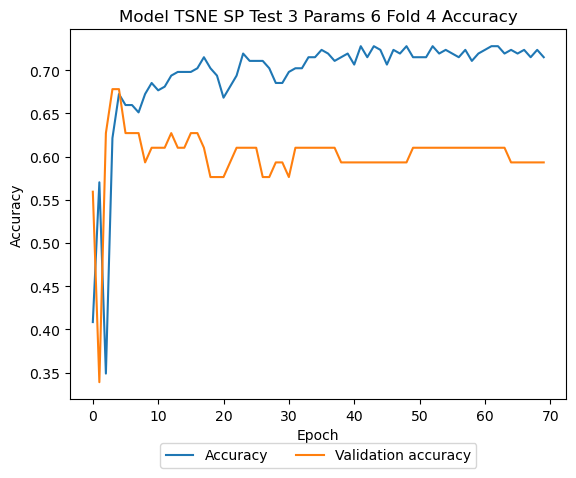 Model TSNE SP Test 3 Params 6 Fold 4 Accuracy
0.70
0.65
0.60
0.55
0.50
0.45
0.40
0.35
Accuracy
0 10 20 30 40 50 60 70
Epoch
Accuracy Validation accuracy